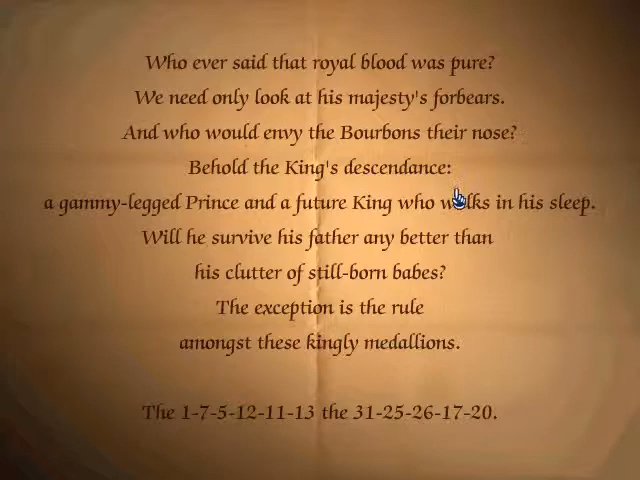 Who ever said that royal blood was pure?
We need only look at his majesty's forbears.
And who would envy the Bourbons their nose?
Behold the King's descendance:
a gammy-legged Prince and a future King who walks in his sleep.
Will he survive his father any better than
his clutter of still-born babes?
The exception is the rule
amongst these kingly medallions.
The 1-7-5-12-11-13 the 31-25-26-17-20.